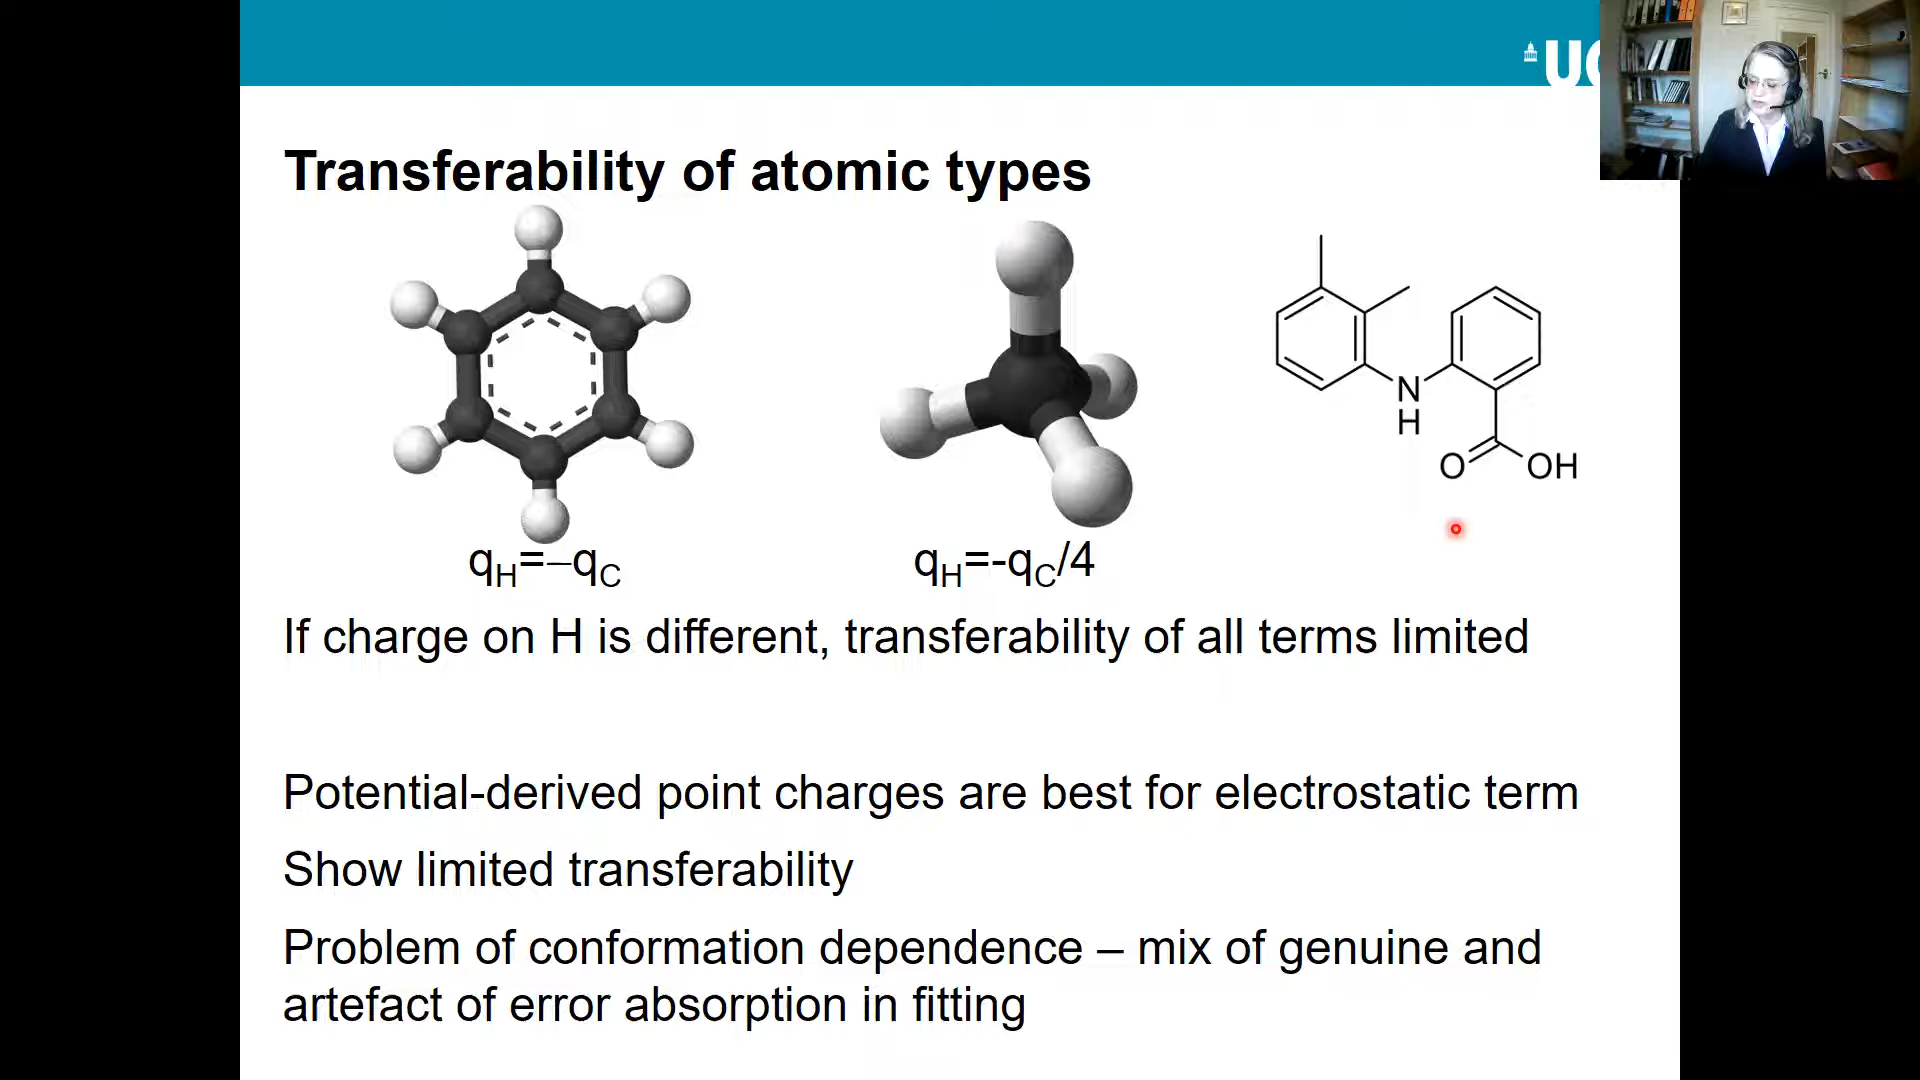 Transferability of atomic types
N
H
O
OH
qH=–qC
qH=-qC/4
If charge on H is different, transferability of all terms limited
Potential-derived point charges are best for electrostatic term
Show limited transferability
Problem of conformation dependence – mix of genuine and
artefact of error absorption in fitting